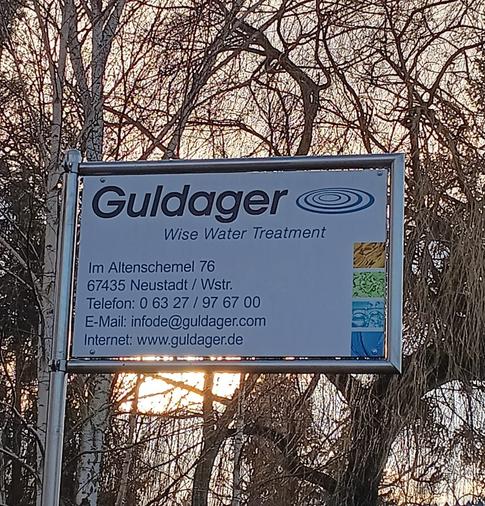 Guldager
Wise Water Treatment
Im Altenschemel 76
67435 Neustadt / Wstr.
Telefon: 0 63 27 / 97 67 00
E-Mail: infode@guldager.com
Internet: www.guldager.de